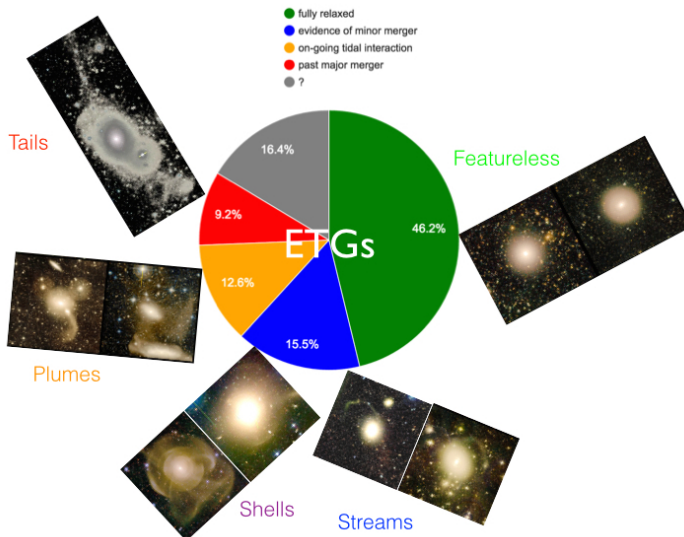 fully relaxed
evidence of minor merger
on-going tidal interaction
past major merger
?
Tails
16.4%
Featureless
9.2%
46.2%
ETGs
12.6%
15.5%
Plumes
Shells
Streams